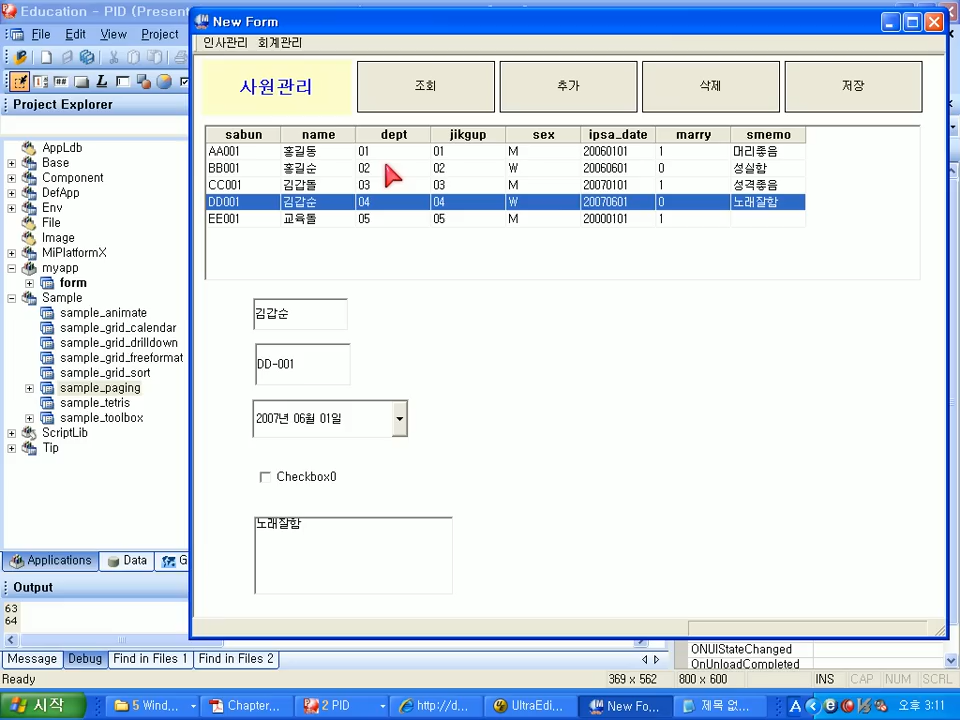 Education - PID (Present
New Form
File Edit View Project
인사관리 회계관리
사원관리 조회 추가 삭제 저장
Project Explorer
sabun name dept jikgup sex ipsa_date marry smemo
AA001 홍길동 01 01 M 20060101 1 머리좋음
BB001 홍길순 02 02 W 20060601 0 성실함
CC001 김갑돌 03 03 M 20070101 1 성격좋음
DD001 김갑순 04 04 W 20070601 0 노래잘함
EE001 교육돌 05 05 M 20000101 1
AppLdb
Base
Component
DefApp
Env
File
Image
MiPlatformX
myapp
form
Sample
sample_animate
sample_grid_calendar
sample_grid_drilldown
sample_grid_freeformat
sample_grid_sort
sample_paging
sample_tetris
sample_toolbox
ScriptLib
Tip
김갑순
DD-001
2007년 06월 01일
Checkbox0
노래잘함
Applications Data G
Output
63
64
Message Debug Find in Files 1 Find in Files 2
ONUIStateChanged
OnUnloadCompleted
Ready 369 x 562 800 x 600 INS CAP NUM SCRL
시작 5 Wind... Chapter... 2 PID http://d... UltraEdi... New Fo... 제목 없... A 오후 3:11